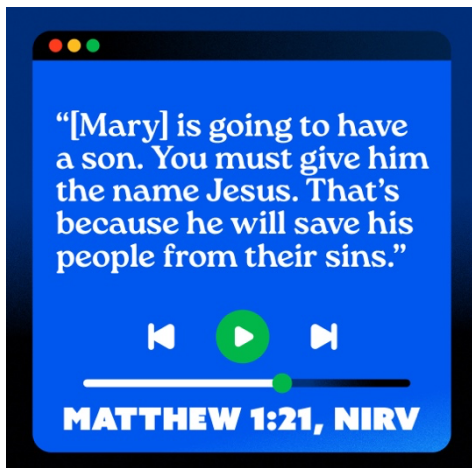 “[Mary] is going to have
a son. You must give him
the name Jesus. That’s
because he will save his
people from their sins.”
MATTHEW 1:21, NIRV